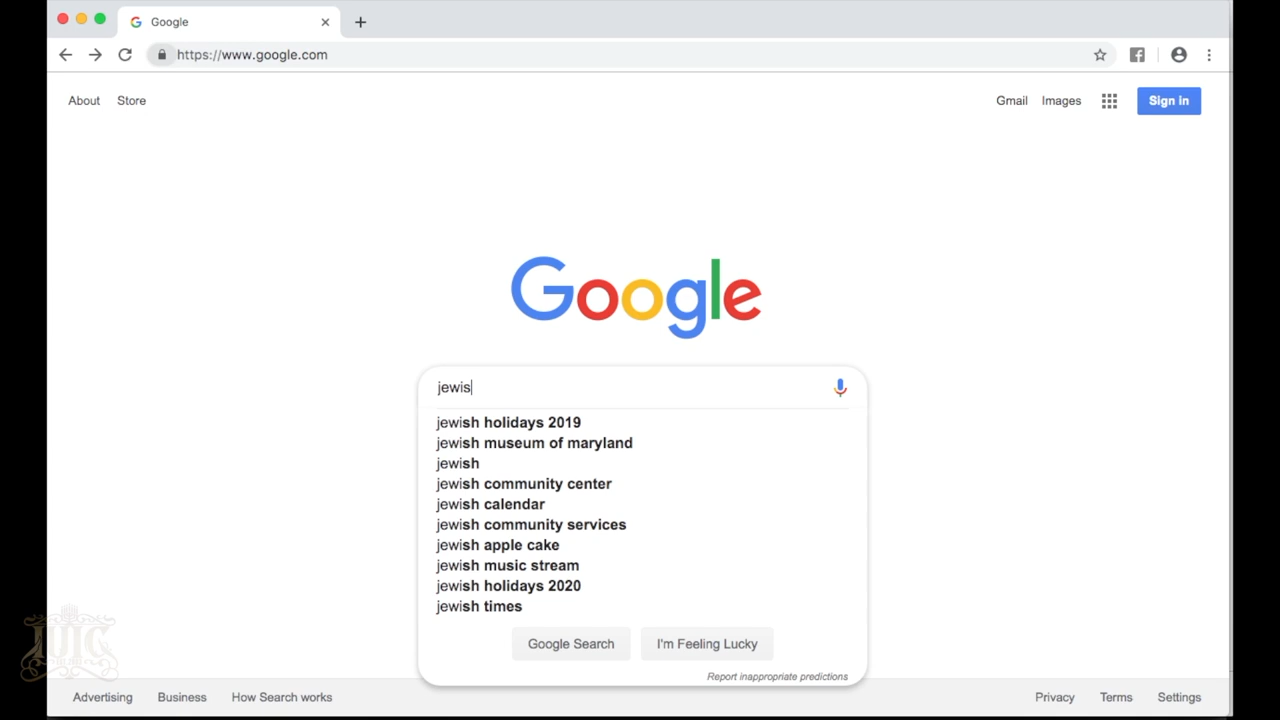 Google
https://www.google.com
About Store Gmail Images Sign in
Google
jewis
jewish holidays 2019
jewish museum of maryland
jewish
jewish community center
jewish calendar
jewish community services
jewish apple cake
jewish music stream
jewish holidays 2020
jewish times
Google Search I'm Feeling Lucky
Report inappropriate predictions
IUIC
Advertising Business How Search works Privacy Terms Settings